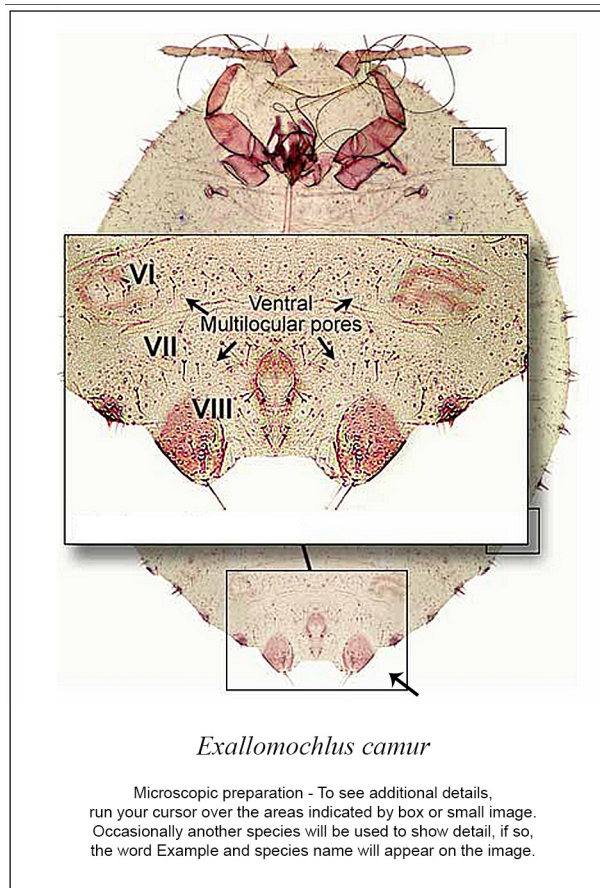 VI
Ventral
Multilocular pores
VII
VIII
Exallomochlus camur
Microscopic preparation - To see additional details,
run your cursor over the areas indicated by box or small image.
Occasionally another species will be used to show detail, if so,
the word Example and species name will appear on the image.